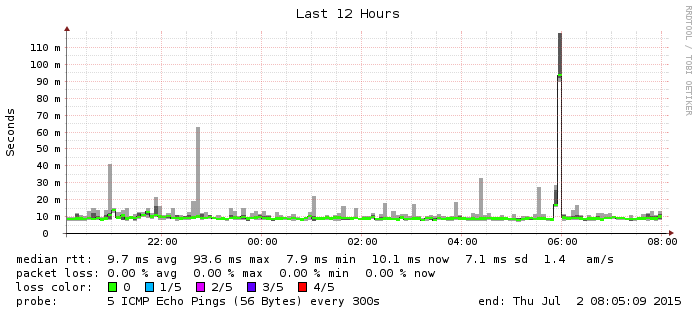 Last 12 Hours
RRDTOOL / TOBI OETIKER
Seconds
110 m
100 m
90 m
80 m
70 m
60 m
50 m
40 m
30 m
20 m
10 m
0
22:00 00:00 02:00 04:00 06:00 08:00
median rtt: 9.7 ms avg 93.6 ms max 7.9 ms min 10.1 ms now 7.1 ms sd 1.4 am/s
packet loss: 0.00 % avg 0.00 % max 0.00 % min 0.00 % now
loss color: 0 1/5 2/5 3/5 4/5
probe: 5 ICMP Echo Pings (56 Bytes) every 300s end: Thu Jul 2 08:05:09 2015